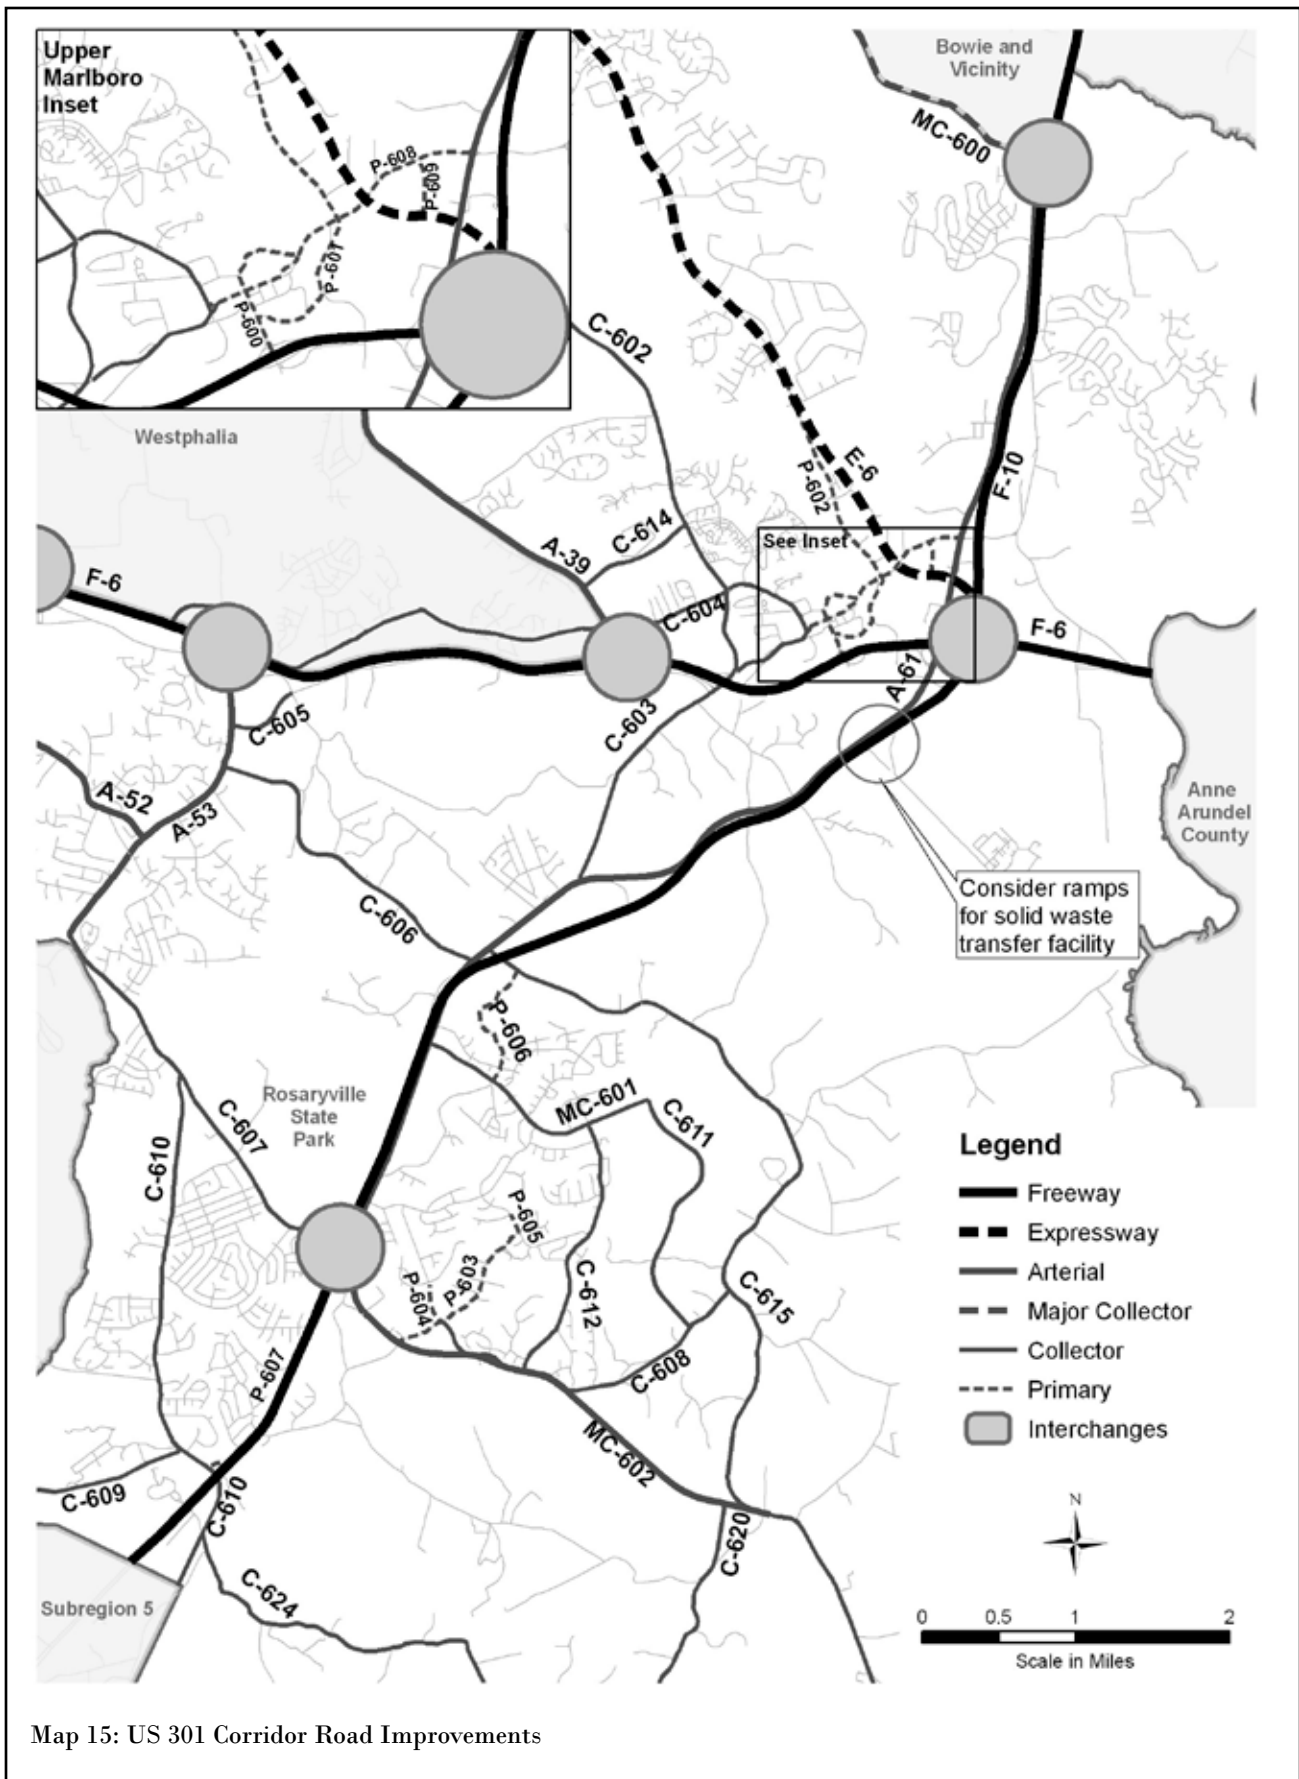 Upper
Marlboro
Inset
P-608
P-609
P-601
P-600
Bowie and
Vicinity
MC-600
C-602
Westphalia
E-6
P-602
F-10
C-614
A-39
See Inset
F-6
C-604
F-6
A-61
C-605
C-603
A-52
A-53
Anne
Arundel
County
Consider ramps
for solid waste
transfer facility
C-606
P-606
Rosaryville
State
Park
MC-601
C-611
C-607
C-610
P-605
P-603
P-604
C-612
C-615
C-608
P-607
MC-602
C-609
C-610
C-620
C-624
Subregion 5
Legend
Freeway
Expressway
Arterial
Major Collector
Collector
Primary
Interchanges
N
0 0.5 1 2
Scale in Miles
Map 15: US 301 Corridor Road Improvements